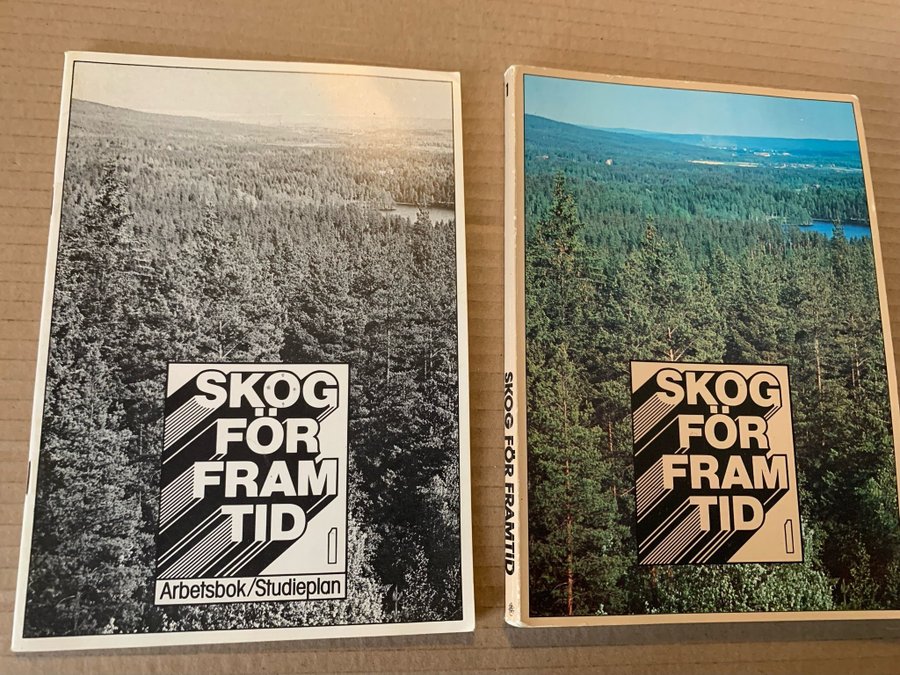 SKOG
FÖR
FRAM
TID
1
Arbetsbok/Studieplan
1
SKOG FÖR FRAMTID
SKOG
FÖR
FRAM
TID
1